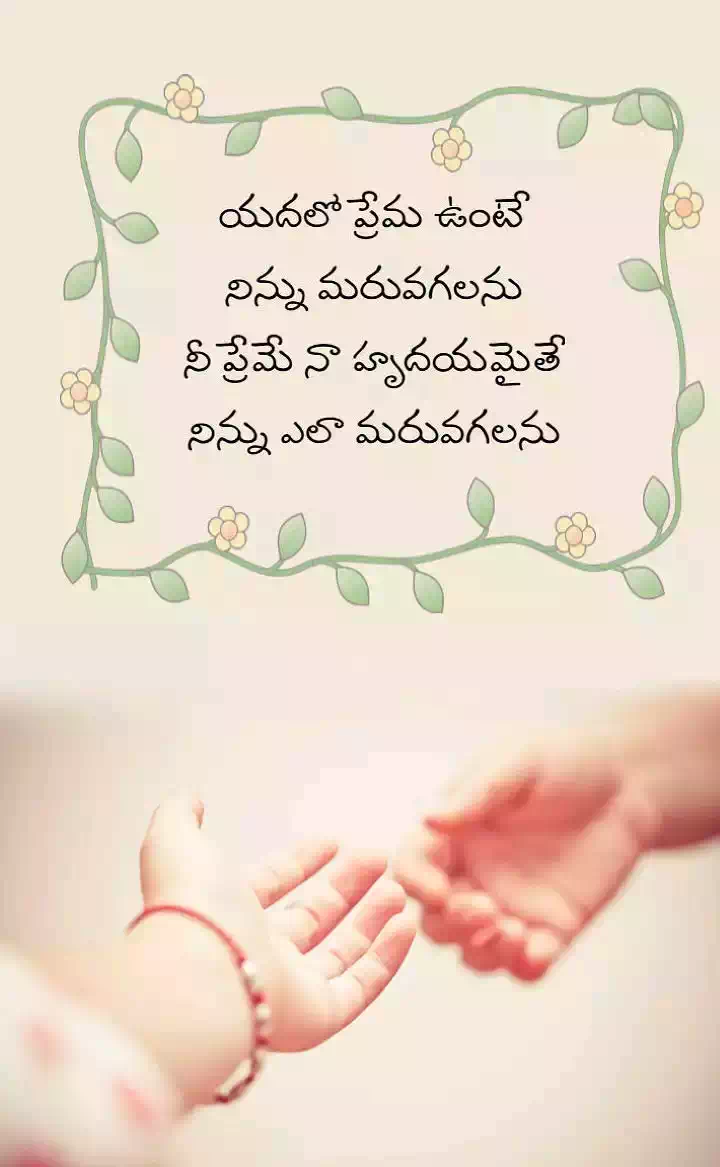 యదలో ప్రేమ ఉంటే
నిన్ను మరువగలను
నీ ప్రేమే నా హృదయమైతే
నిన్ను ఎలా మరువగలను